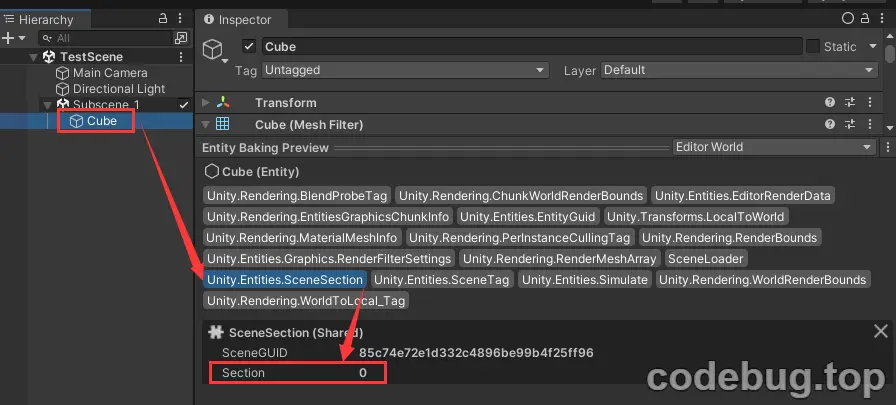 Hierarchy
All
TestScene
Main Camera
Directional Light
Subscene_1
Cube
Inspector
Cube
Static
Tag Untagged Layer Default
Transform
Cube (Mesh Filter)
Entity Baking Preview Editor World
Cube (Entity)
Unity.Rendering.BlendProbeTag Unity.Rendering.ChunkWorldRenderBounds Unity.Entities.EditorRenderData
Unity.Rendering.EntitiesGraphicsChunkInfo Unity.Entities.EntityGuid Unity.Transforms.LocalToWorld
Unity.Rendering.MaterialMeshInfo Unity.Rendering.PerInstanceCullingTag Unity.Rendering.RenderBounds
Unity.Entities.Graphics.RenderFilterSettings Unity.Rendering.RenderMeshArray SceneLoader
Unity.Entities.SceneSection Unity.Entities.SceneTag Unity.Entities.Simulate Unity.Rendering.WorldRenderBounds
Unity.Rendering.WorldToLocal_Tag
SceneSection (Shared)
SceneGUID 85c74e72e1d332c4896be99b4f25ff96
Section 0
codebug.top